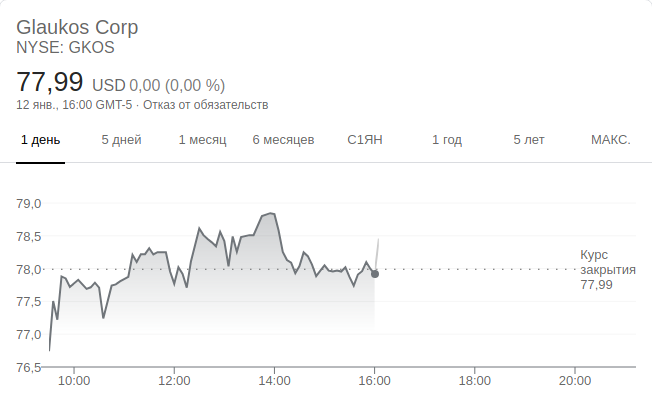 Glaukos Corp
NYSE: GKOS
77,99 USD 0,00 (0,00 %)
12 янв., 16:00 GMT-5 · Отказ от обязательств
1 день 5 дней 1 месяц 6 месяцев С1ЯН 1 год 5 лет МАКС.
79,0
78,5
78,0
77,5
77,0
76,5
Курс
закрытия
77,99
10:00 12:00 14:00 16:00 18:00 20:00